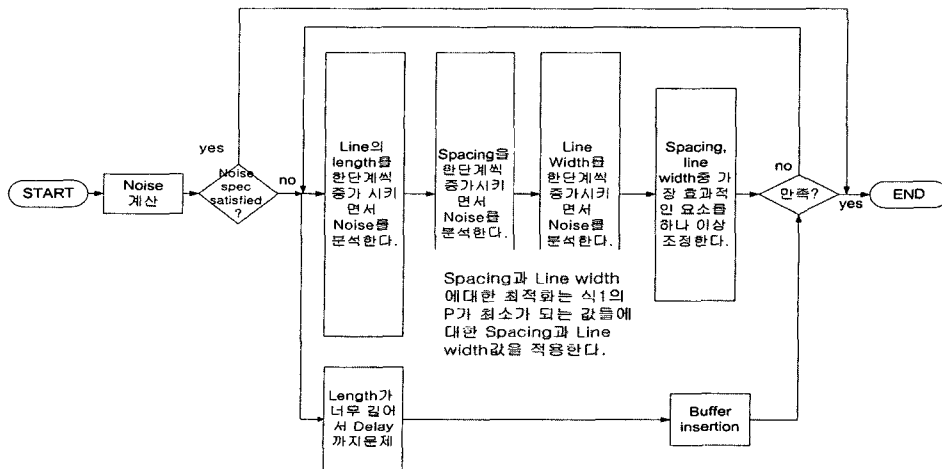 START
Noise
계산
yes
Noise
spec
satisfied
?
no
Line의
length를
한단계씩
증가 시키
면서
Noise를
분석한다.
Spacing을
한단계씩
증가시키
면서
Noise를
분석한다.
Line
Width를
한단계씩
증가시키
면서
Noise를
분석한다.
Spacing,
line
width중 가
장 효과적
인 요소를
하나 이상
조정한다.
no
만족?
yes
END
Spacing과 Line width
에대한 최적화는 식1의
P가 최소가 되는 값들에
대한 Spacing과 Line
width값을 적용한다.
Length가
너무 길어
서 Delay
까지문제
Buffer
insertion